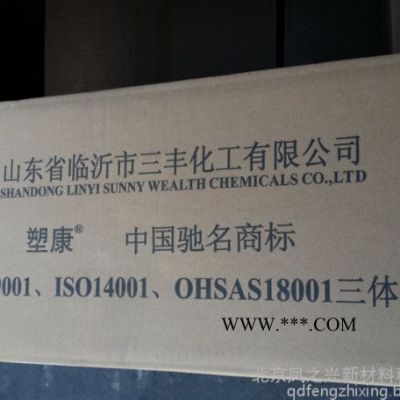 山东省临沂市三丰化工有限公司
SHANDONG LINYI SUNNY WEALTH CHEMICALS CO.,LTD
塑康® 中国驰名商标
9001、ISO14001、OHSAS18001三体
WWW.***.COM
北京凤之兴新材料科
qdfengzhixing.b